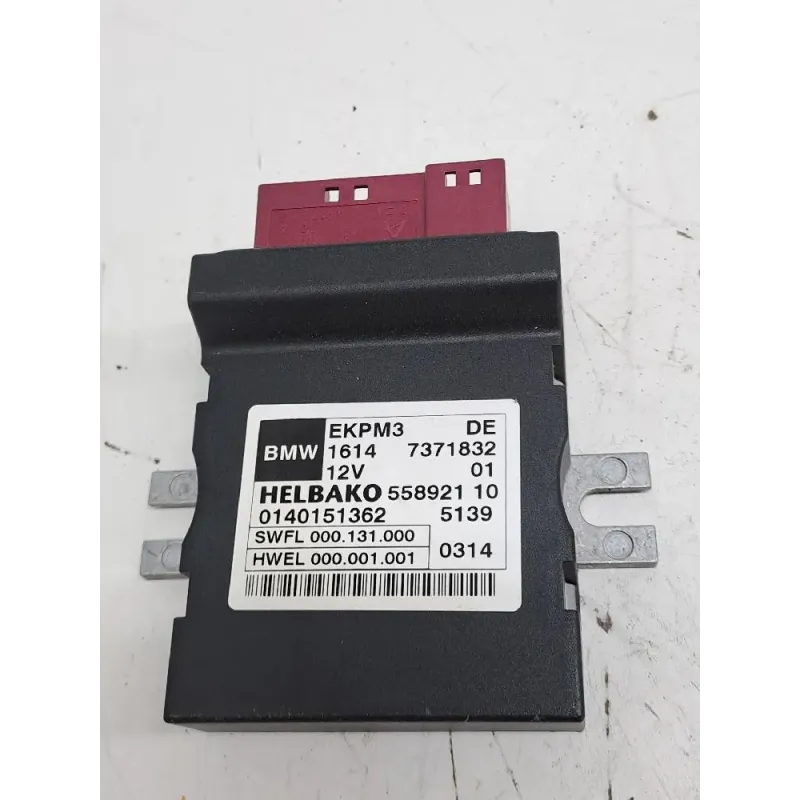 BMW EKPM3 DE
1614 7371832
12V 01
HELBAKO 558921 10
0140151362 5139
SWFL 000.131.000
HWEL 000.001.001 0314